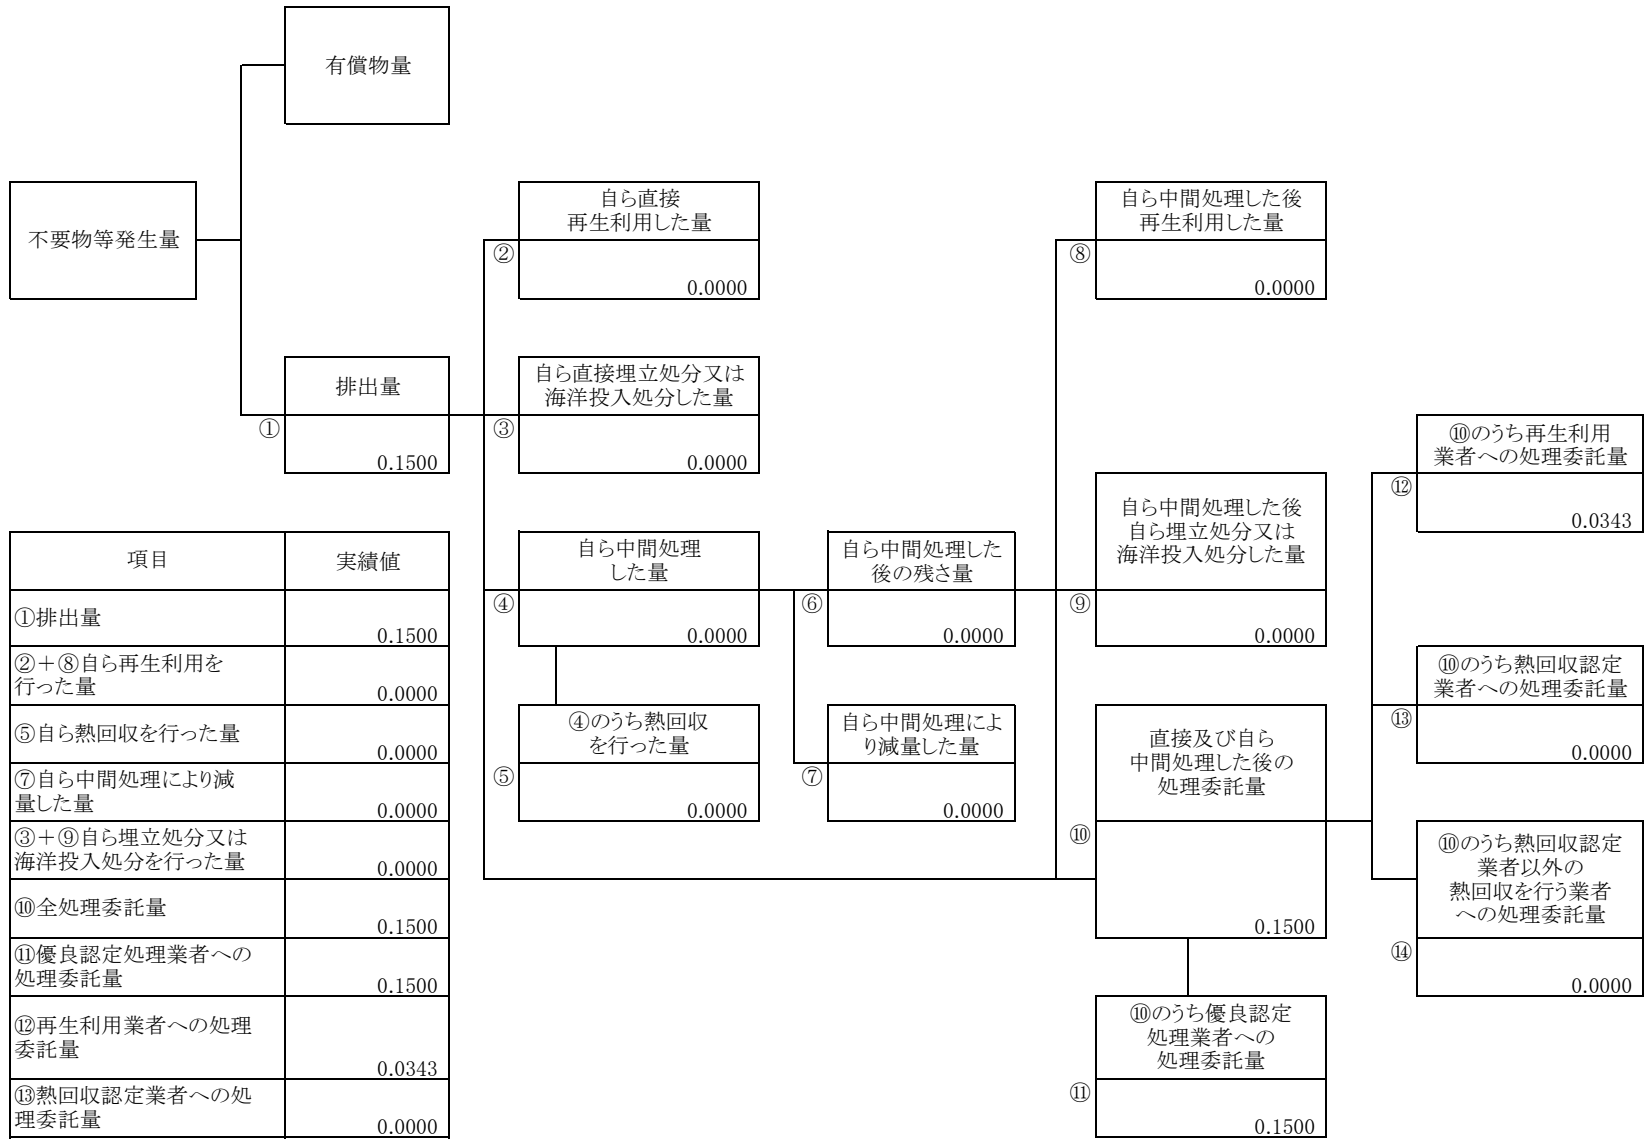 有償物量
不要物等発生量
自ら直接
再生利用した量
②
0.0000
自ら中間処理した後
再生利用した量
⑧
0.0000
排出量
①
0.1500
自ら直接埋立処分又は
海洋投入処分した量
③
0.0000
⑩のうち再生利用
業者への処理委託量
⑫
0.0343
自ら中間処理した後
自ら埋立処分又は
海洋投入処分した量
⑨
0.0000
自ら中間処理
した量
④
0.0000
自ら中間処理した
後の残さ量
⑥
0.0000
⑩のうち熱回収認定
業者への処理委託量
⑬
0.0000
④のうち熱回収
を行った量
⑤
0.0000
自ら中間処理によ
り減量した量
⑦
0.0000
直接及び自ら
中間処理した後の
処理委託量
⑩
0.1500
⑩のうち熱回収認定
業者以外の
熱回収を行う業者
への処理委託量
⑭
0.0000
⑩のうち優良認定
処理業者への
処理委託量
⑪
0.1500
項目
実績値
①排出量
0.1500
②+⑧自ら再生利用を
行った量
0.0000
⑤自ら熱回収を行った量
0.0000
⑦自ら中間処理により減
量した量
0.0000
③+⑨自ら埋立処分又は
海洋投入処分を行った量
0.0000
⑩全処理委託量
0.1500
⑪優良認定処理業者への
処理委託量
0.1500
⑫再生利用業者への処理
委託量
0.0343
⑬熱回収認定業者への処
理委託量
0.0000